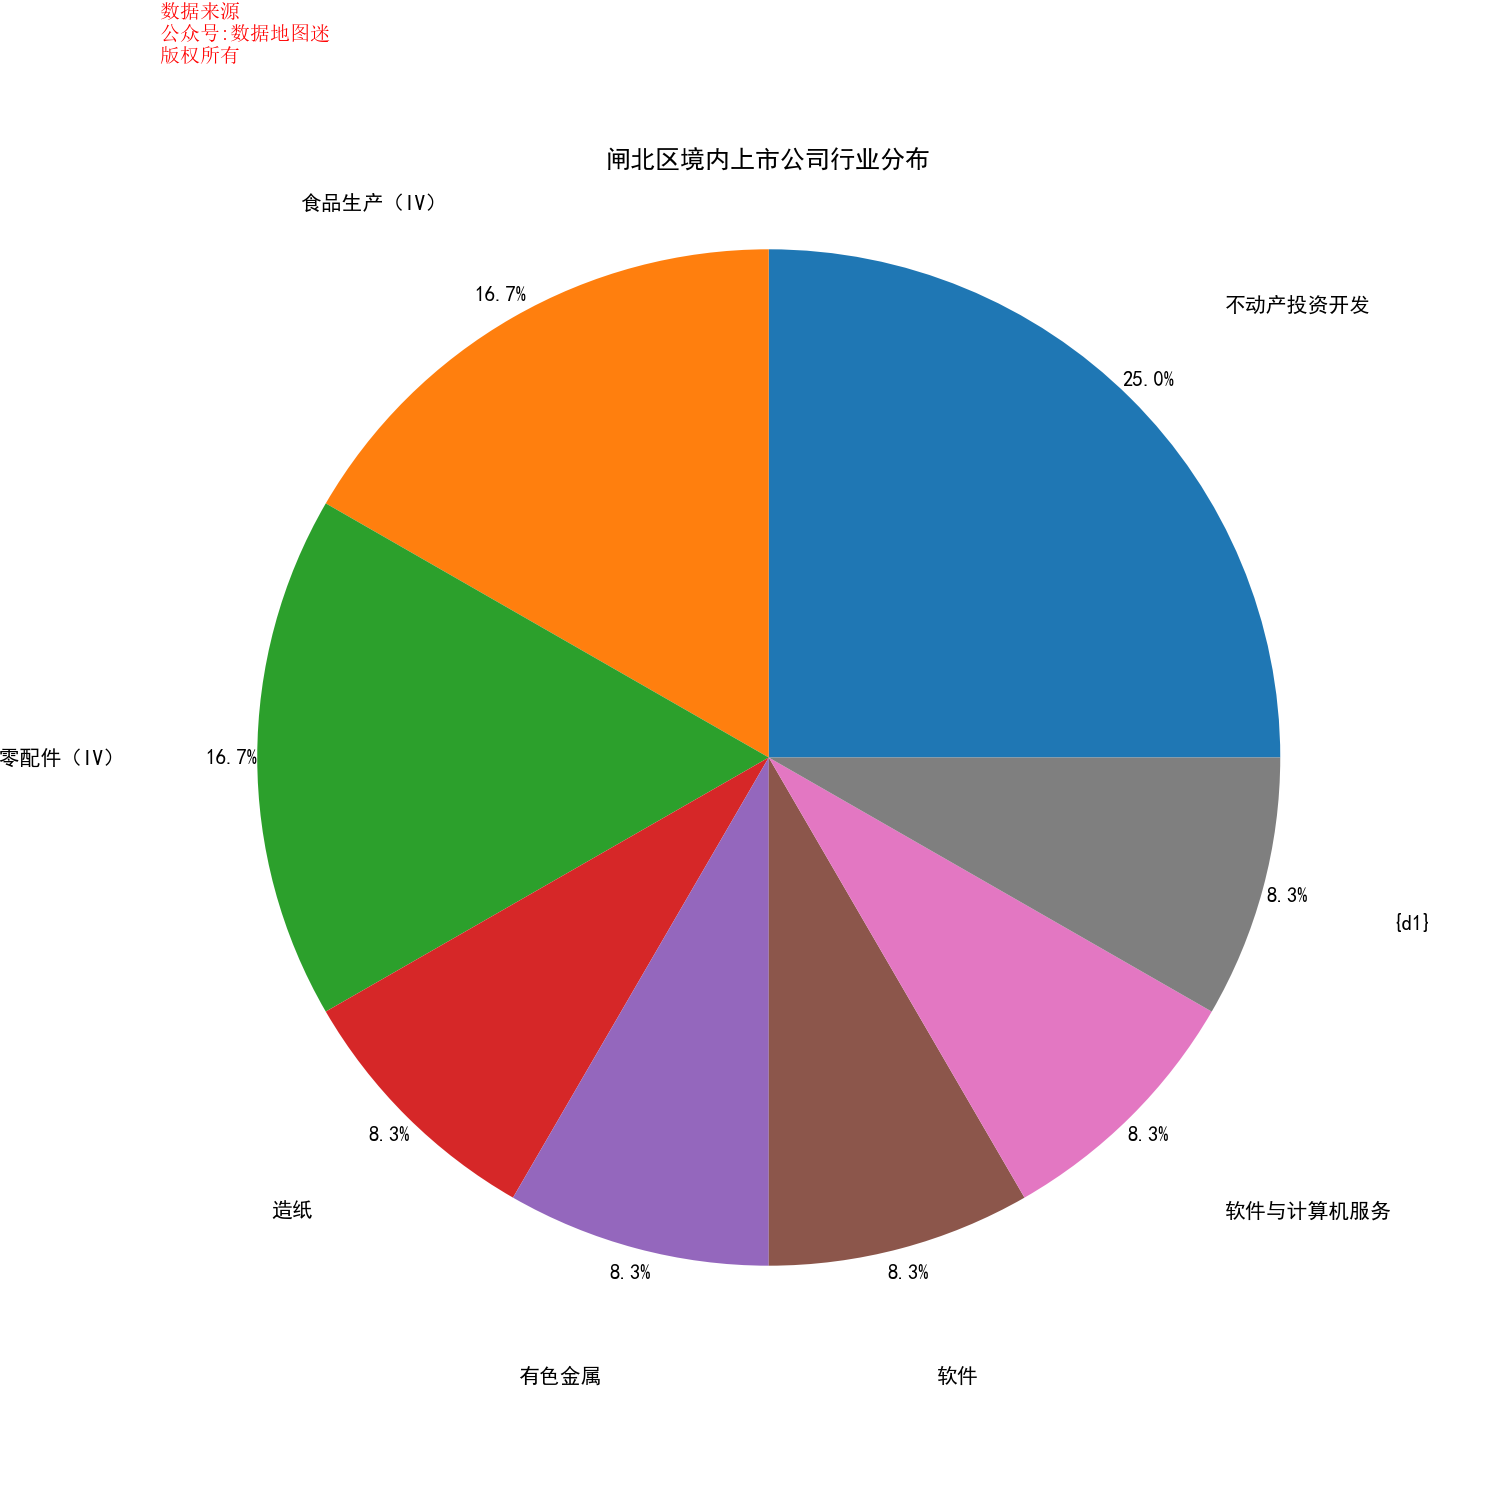 数据来源
公众号:数据地图迷
版权所有
闸北区境内上市公司行业分布
食品生产（IV）
16.7%
不动产投资开发
25.0%
零配件（IV）
16.7%
8.3%
{d1}
8.3%
8.3%
造纸
软件与计算机服务
8.3%
8.3%
有色金属
软件